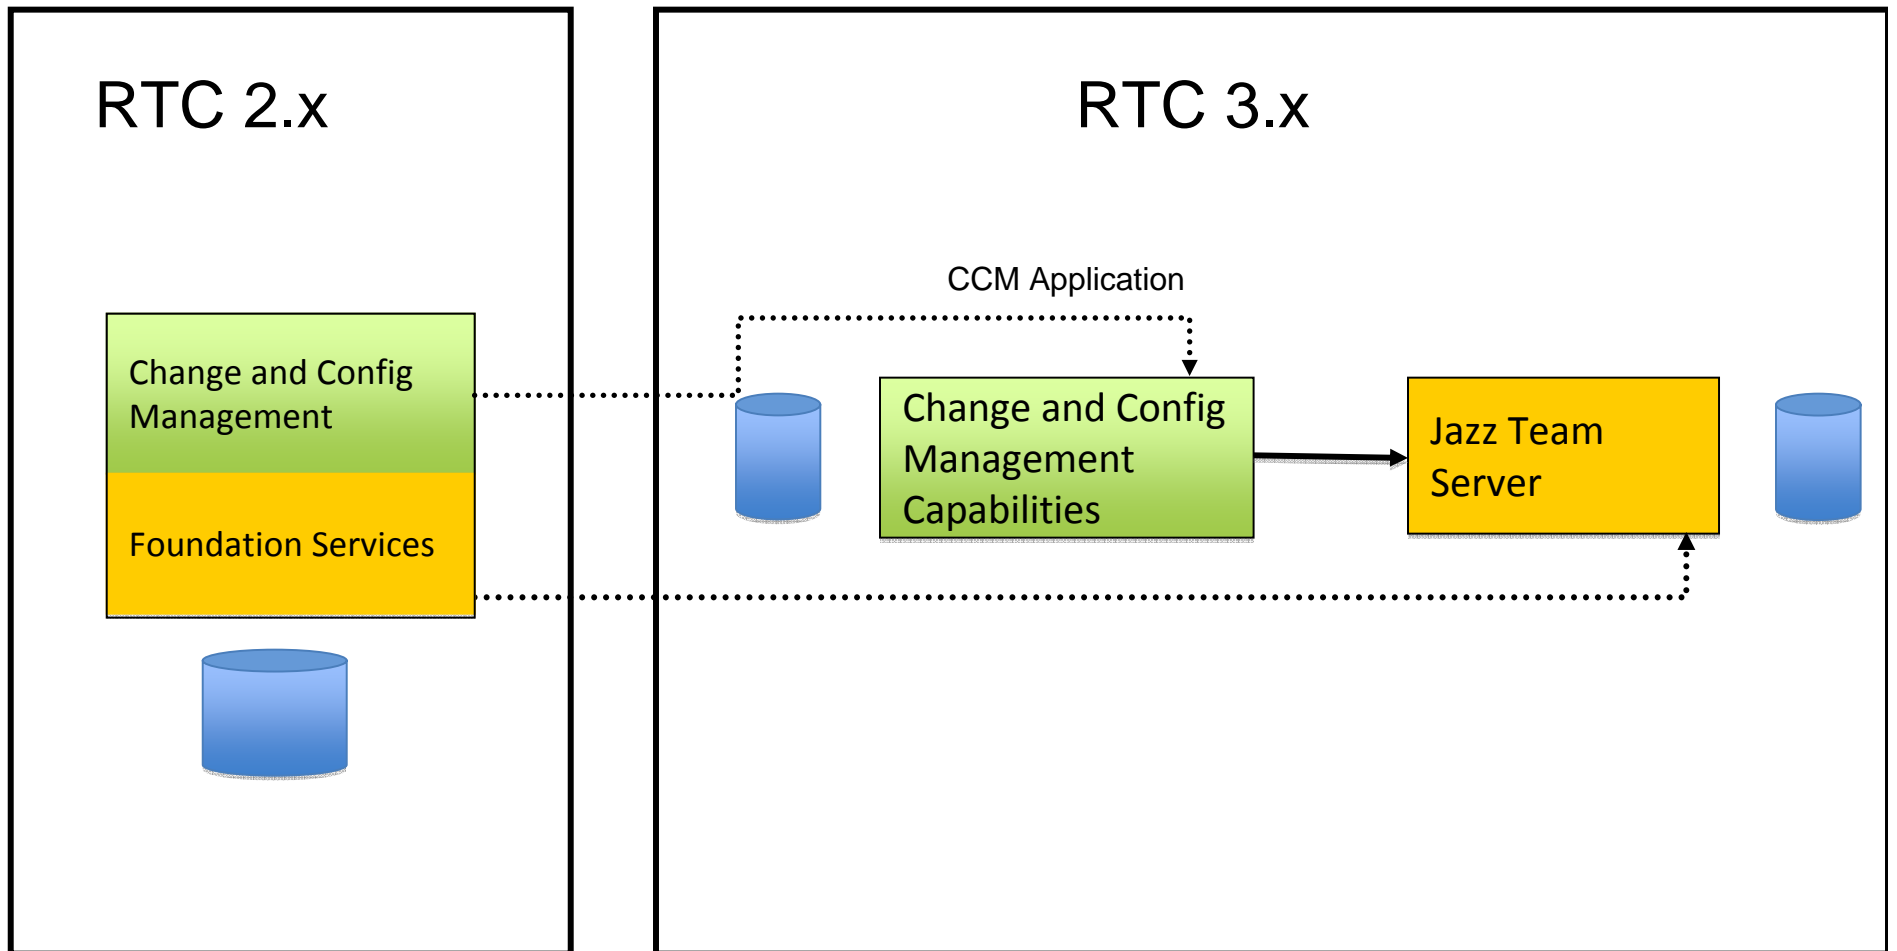 RTC 2.x
RTC 3.x
CCM Application
Change and Config
Management
Foundation Services
Change and Config
Management
Capabilities
Jazz Team
Server